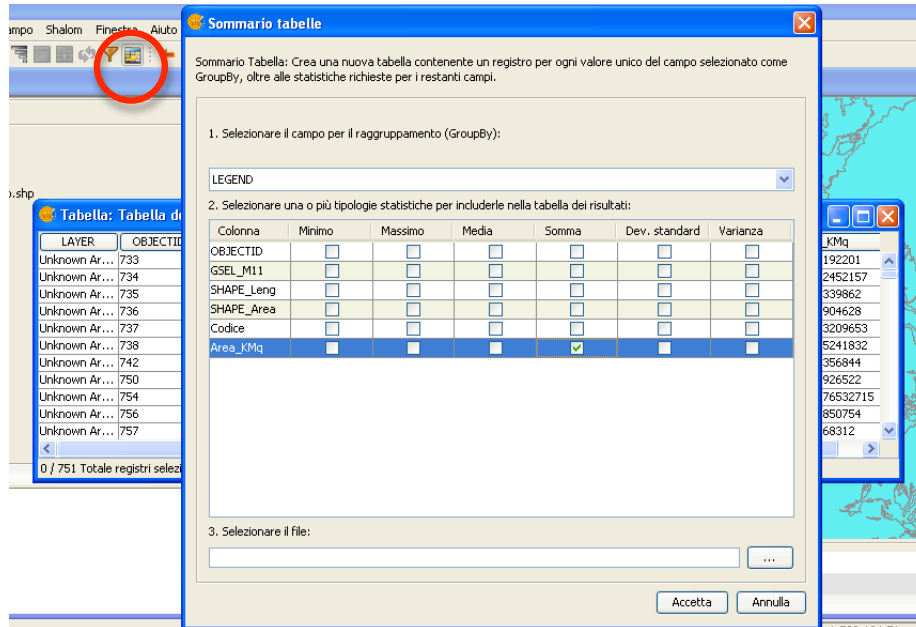 ampo Shalom Finestra Aiuto
Sommario tabelle
Sommario Tabella: Crea una nuova tabella contenente un registro per ogni valore unico del campo selezionato come
GroupBy, oltre alle statistiche richieste per i restanti campi.
1. Selezionare il campo per il raggruppamento (GroupBy):
LEGEND
2. Selezionare una o più tipologie statistiche per includerle nella tabella dei risultati:
Colonna Minimo Massimo Media Somma Dev. standard Varianza
OBJECTID
GSEL_M11
SHAPE_Leng
SHAPE_Area
Codice
Area_KMq
3. Selezionare il file:
...
Accetta Annulla
o.shp
Tabella: Tabella de
LAYER OBJECTID
Unknown Ar... 733
Unknown Ar... 734
Unknown Ar... 735
Unknown Ar... 736
Unknown Ar... 737
Unknown Ar... 738
Unknown Ar... 742
Unknown Ar... 750
Unknown Ar... 754
Unknown Ar... 756
Unknown Ar... 757
0 / 751 Totale registri selezi
_KMq
192201
2452157
339862
904628
3209653
5241832
356844
926522
76532715
850754
68312